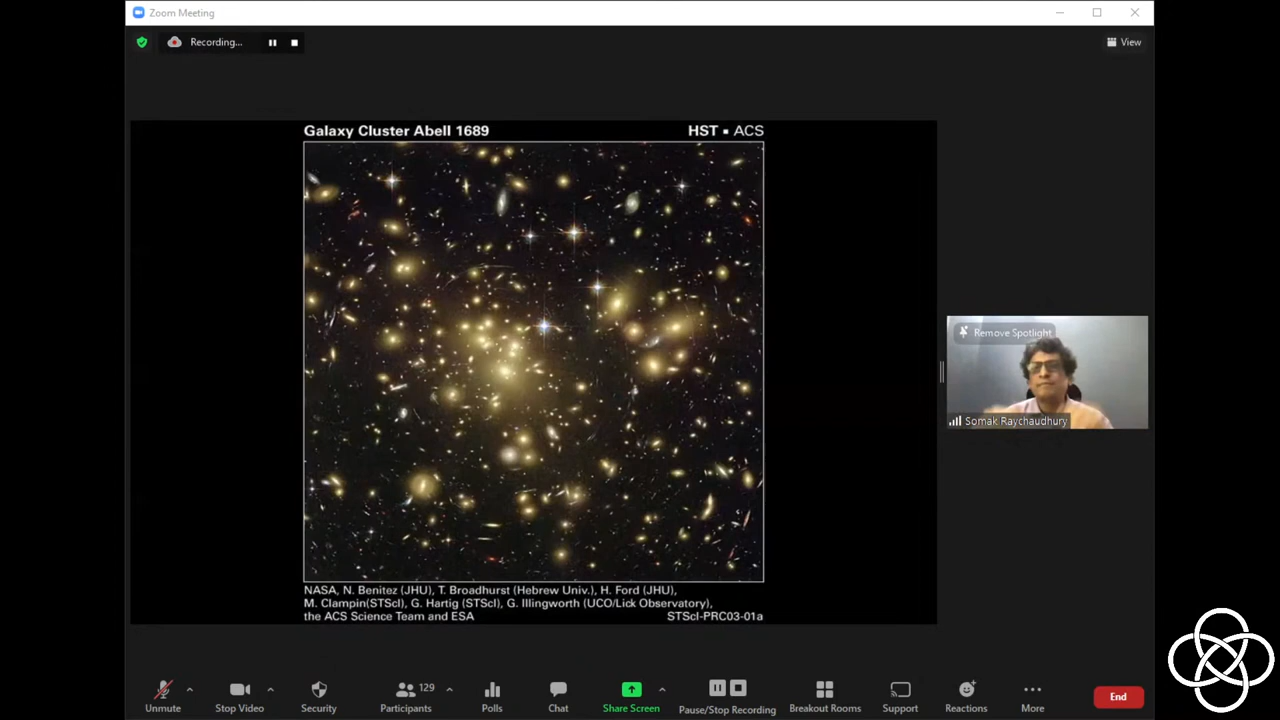 Zoom Meeting
Recording...
View
Galaxy Cluster Abell 1689
HST ▪ ACS
Remove Spotlight
Somak Raychaudhury
NASA, N. Benitez (JHU), T. Broadhurst (Hebrew Univ.), H. Ford (JHU),
M. Clampin(STScI), G. Hartig (STScI), G. Illingworth (UCO/Lick Observatory),
the ACS Science Team and ESA
STScI-PRC03-01a
129
Unmute
Stop Video
Security
Participants
Polls
Chat
Share Screen
Pause/Stop Recording
Breakout Rooms
Support
Reactions
More
End